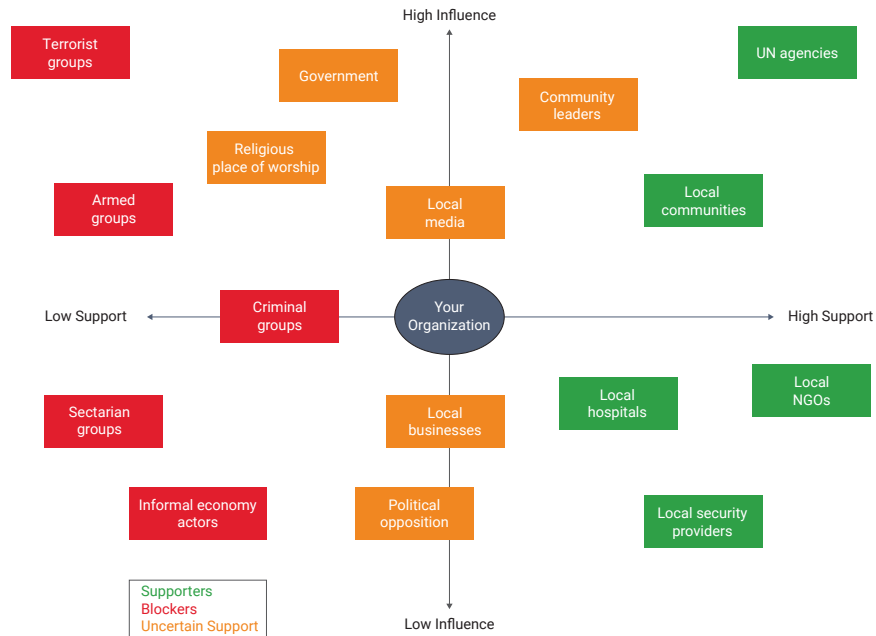 High Influence
Terrorist
groups
UN agencies
Government
Community
leaders
Religious
place of worship
Armed
groups
Local
media
Local
communities
Low Support
Criminal
groups
Your
Organization
High Support
Local
NGOs
Sectarian
groups
Local
businesses
Local
hospitals
Informal economy
actors
Political
opposition
Local security
providers
Supporters
Blockers
Uncertain Support
Low Influence